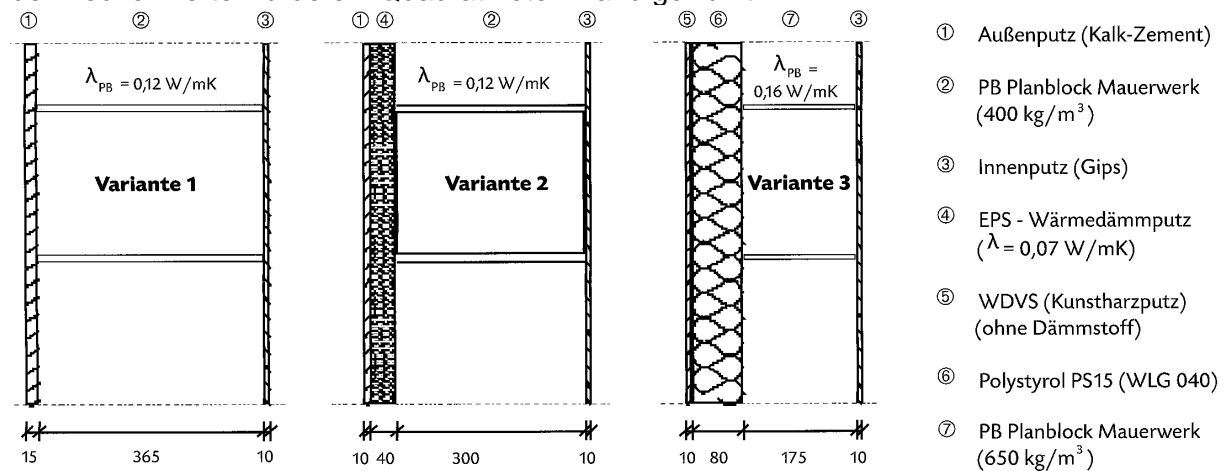 ① ② ③
λPB = 0,12 W/mK
Variante 1
15 365 10
① ④ ② ③
λPB = 0,12 W/mK
Variante 2
10 40 300 10
⑤ ⑥ ⑦ ③
λPB =
0,16 W/mK
Variante 3
10 80 175 10
① Außenputz (Kalk-Zement)
② PB Planblock Mauerwerk
(400 kg/m³)
③ Innenputz (Gips)
④ EPS - Wärmedämmputz
(λ = 0,07 W/mK)
⑤ WDVS (Kunstharzputz)
(ohne Dämmstoff)
⑥ Polystyrol PS15 (WLG 040)
⑦ PB Planblock Mauerwerk
(650 kg/m³)